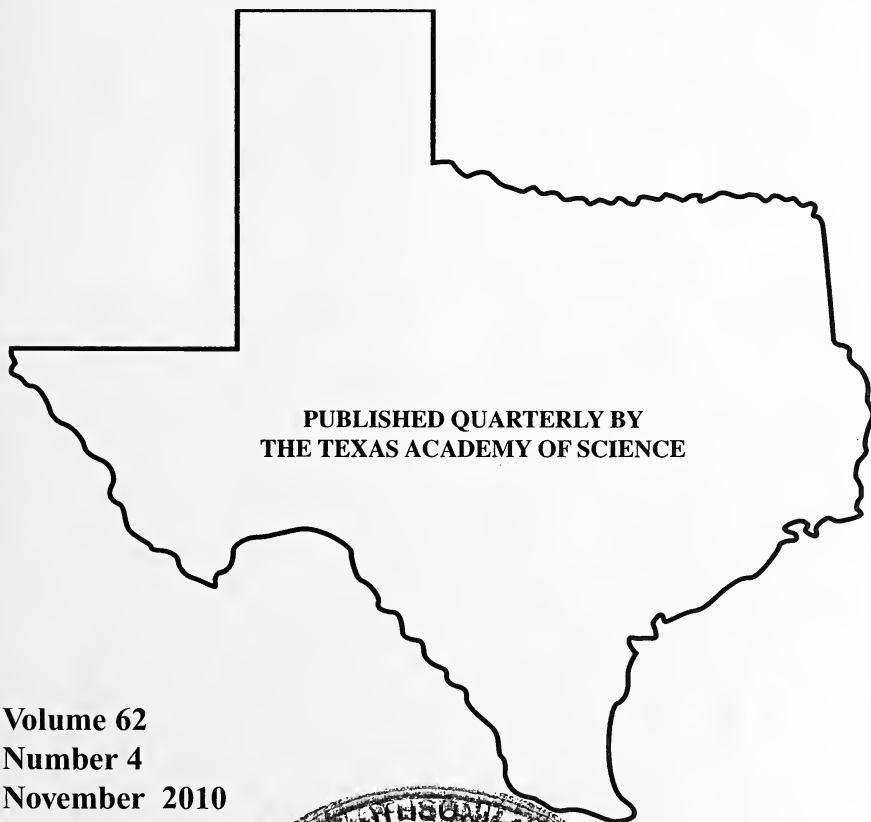 PUBLISHED QUARTERLY BY
THE TEXAS ACADEMY OF SCIENCE
Volume 62
Number 4
November 2010